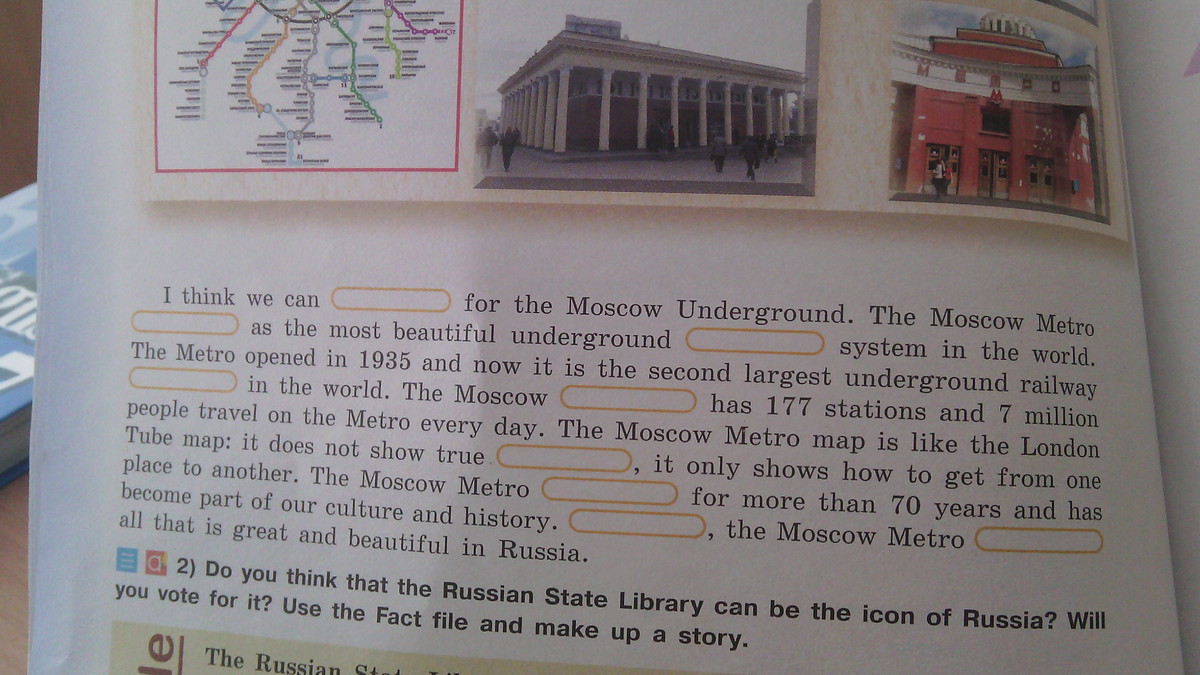 МЕТРО
М
I think we can for the Moscow Underground. The Moscow Metro
as the most beautiful underground system in the world.
The Metro opened in 1935 and now it is the second largest underground railway
in the world. The Moscow has 177 stations and 7 million
people travel on the Metro every day. The Moscow Metro map is like the London
Tube map: it does not show true , it only shows how to get from one
place to another. The Moscow Metro for more than 70 years and has
become part of our culture and history. , the Moscow Metro
all that is great and beautiful in Russia.
2) Do you think that the Russian State Library can be the icon of Russia? Will
you vote for it? Use the Fact file and make up a story.
The Russian State